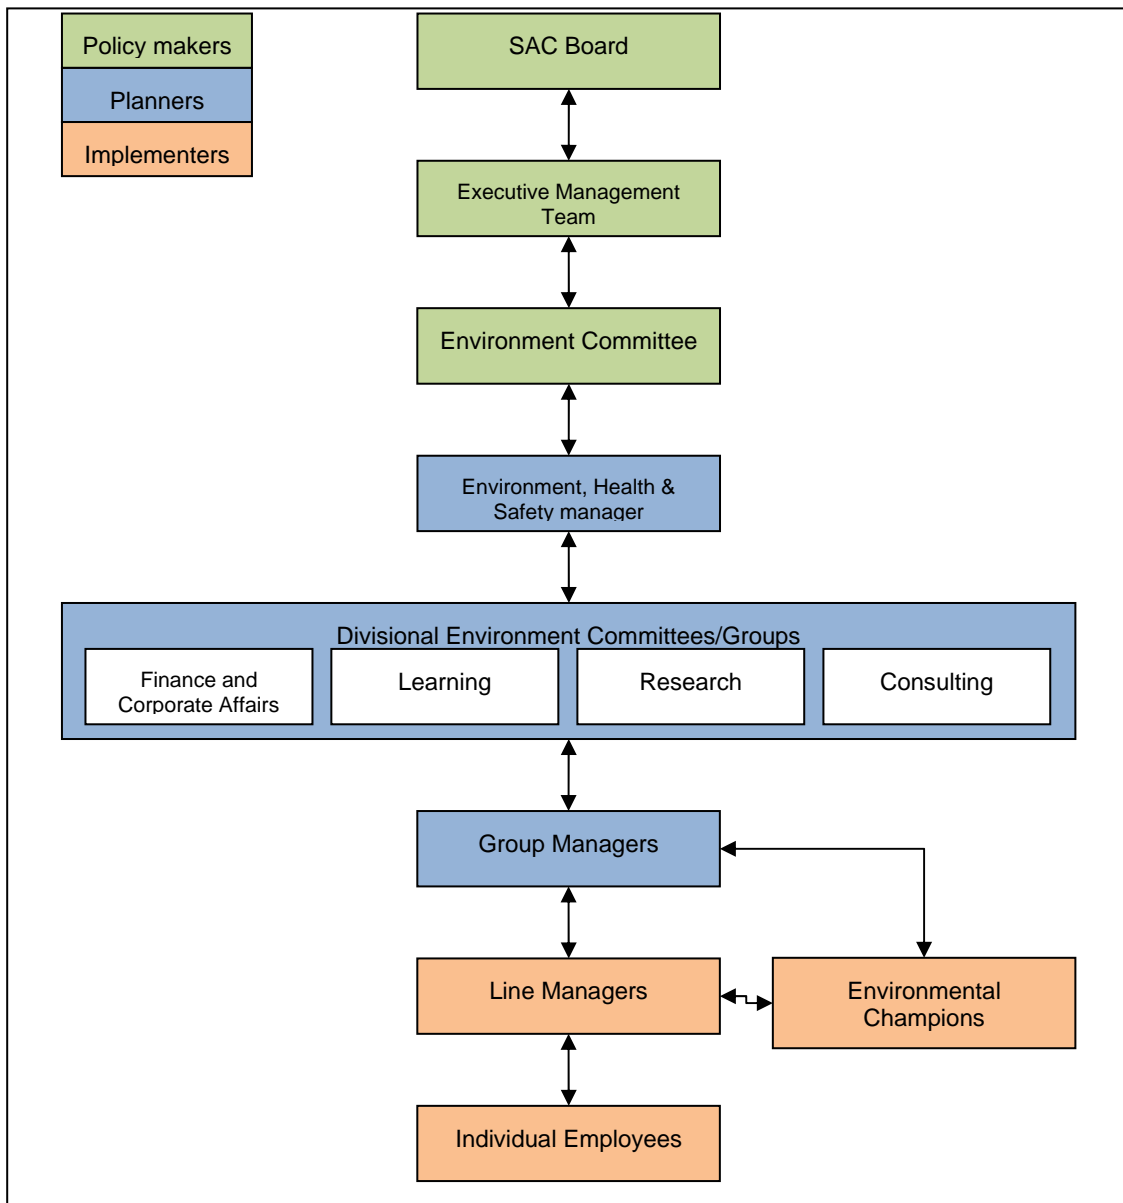 Policy makers
Planners
Implementers
SAC Board
Executive Management
Team
Environment Committee
Environment, Health &
Safety manager
Divisional Environment Committees/Groups
Finance and
Corporate Affairs
Learning
Research
Consulting
Group Managers
Line Managers
Environmental
Champions
Individual Employees